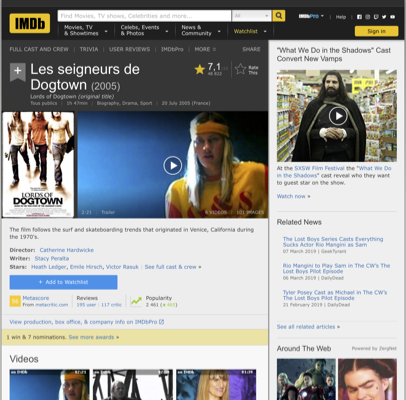 IMDb
Find Movies, TV shows, Celebrities and more...
All
IMDbPro
Help
Movies, TV
& Showtimes
Celebs, Events
& Photos
News &
Community
Watchlist
Sign in
FULL CAST AND CREW | TRIVIA | USER REVIEWS | IMDbPro | MORE
SHARE
Les seigneurs de
Dogtown (2005)
Lords of Dogtown (original title)
Tous publics | 1h 47min | Biography, Drama, Sport | 20 July 2005 (France)
7,1
Rate
This
LORDS OF
DOGTOWN
2:21 | Trailer
6 VIDEOS | 101 IMAGES
The film follows the surf and skateboarding trends that originated in Venice, California during
the 1970's.
Director: Catherine Hardwicke
Writer: Stacy Peralta
Stars: Heath Ledger, Emile Hirsch, Victor Rasuk | See full cast & crew »
+ Add to Watchlist
Metascore
From metacritic.com
Reviews
193 user | 117 critic
Popularity
View production, box office, & company info on IMDbPro
1 win & 7 nominations. See more awards »
Videos
"What We Do in the Shadows" Cast
Convert New Vamps
At the SXSW Film Festival the "What We Do
in the Shadows" cast reveal who they want
to guest star on the show.
Watch now »
Related News
The Lost Boys Series Casts Everything
Sucks Actor Rio Mangini as Sam
07 March 2019 | GeekTyrant
Rio Mangini to Play Sam in The CW's The
Lost Boys Pilot Episode
06 March 2019 | DailyDead
Tyler Posey Cast as Michael in The CW's
The Lost Boys Pilot Episode
21 February 2019 | DailyDead
See all related articles »
Around The Web
Powered by ZergNet